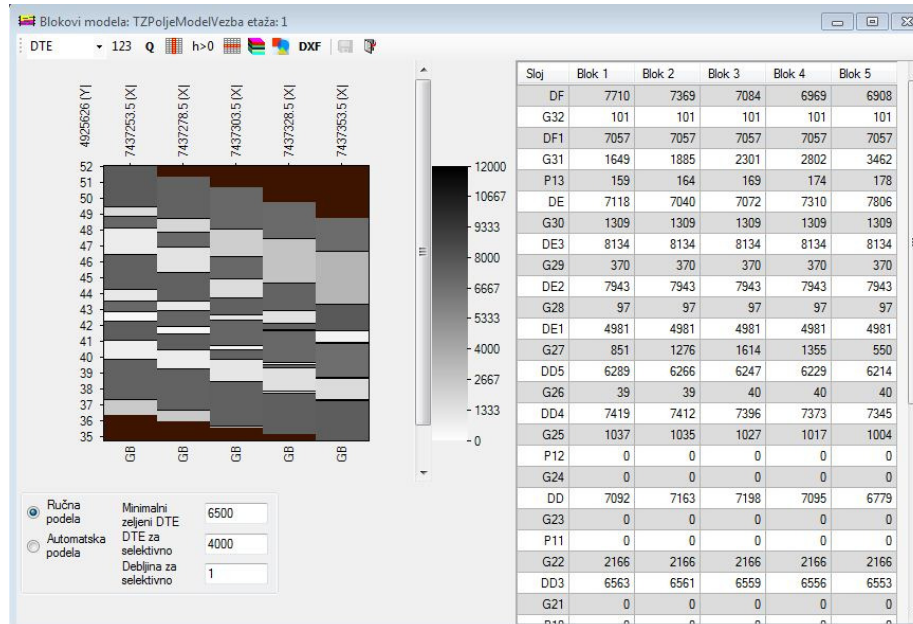 Blokovi modela: TZPoljeModelVezba etaža: 1
DTE 123 Q h>0 DXF
4925626 [Y]
7437253.5 [X]
7437278.5 [X]
7437303.5 [X]
7437328.5 [X]
7437353.5 [X]
52
51
50
49
48
47
46
45
44
43
42
41
40
39
38
37
36
35
GB GB GB GB GB
12000
10667
9333
8000
6667
5333
4000
2667
1333
0
Ručna podela
Automatska podela
Minimalni zeljeni DTE 6500
DTE za selektivno 4000
Debljina za selektivno 1
Sloj Blok 1 Blok 2 Blok 3 Blok 4 Blok 5
DF 7710 7369 7084 6969 6908
G32 101 101 101 101 101
DF1 7057 7057 7057 7057 7057
G31 1649 1885 2301 2802 3462
P13 159 164 169 174 178
DE 7118 7040 7072 7310 7806
G30 1309 1309 1309 1309 1309
DE3 8134 8134 8134 8134 8134
G29 370 370 370 370 370
DE2 7943 7943 7943 7943 7943
G28 97 97 97 97 97
DE1 4981 4981 4981 4981 4981
G27 851 1276 1614 1355 550
DD5 6289 6266 6247 6229 6214
G26 39 39 40 40 40
DD4 7419 7412 7396 7373 7345
G25 1037 1035 1027 1017 1004
P12 0 0 0 0 0
G24 0 0 0 0 0
DD 7092 7163 7198 7095 6779
G23 0 0 0 0 0
P11 0 0 0 0 0
G22 2166 2166 2166 2166 2166
DD3 6563 6561 6559 6556 6553
G21 0 0 0 0 0